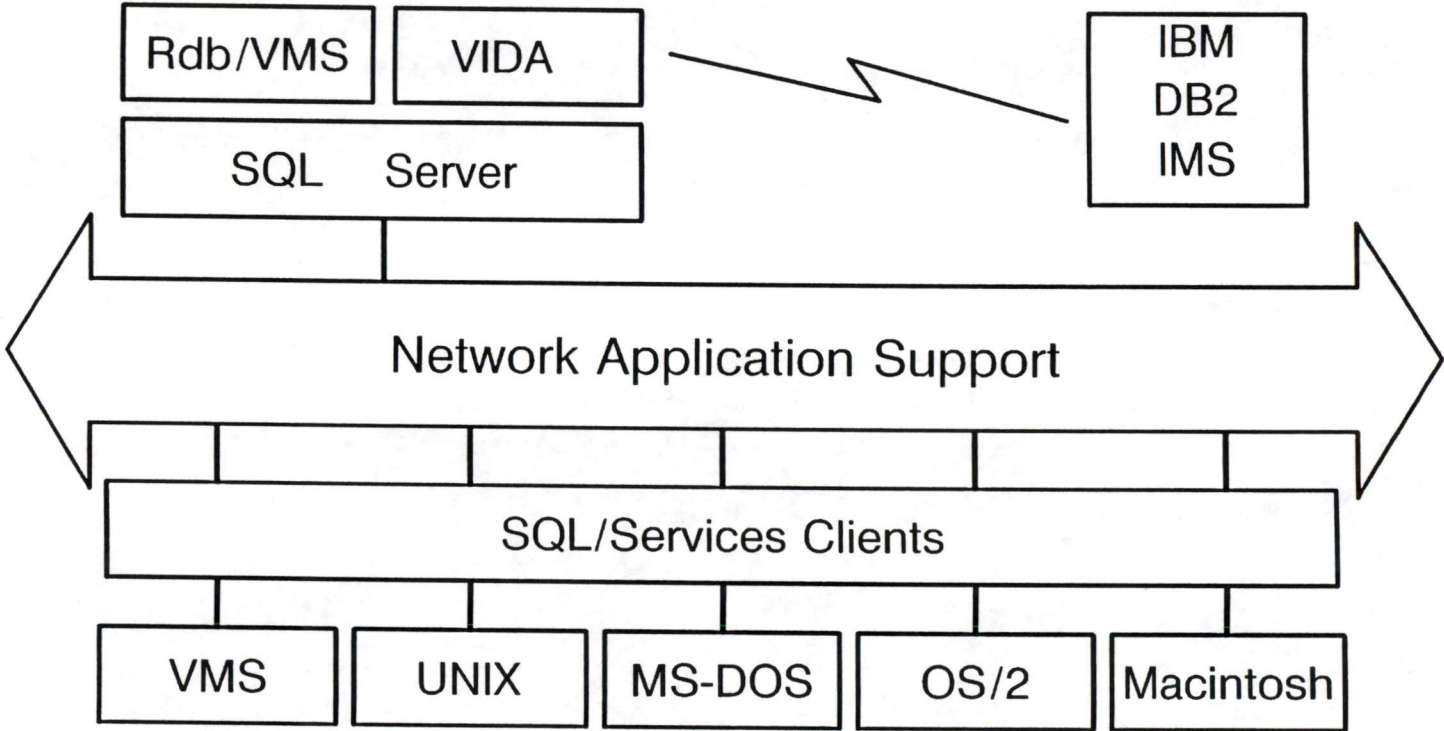 Rdb/VMS
VIDA
IBM
DB2
IMS
SQL Server
Network Application Support
SQL/Services Clients
VMS
UNIX
MS-DOS
OS/2
Macintosh